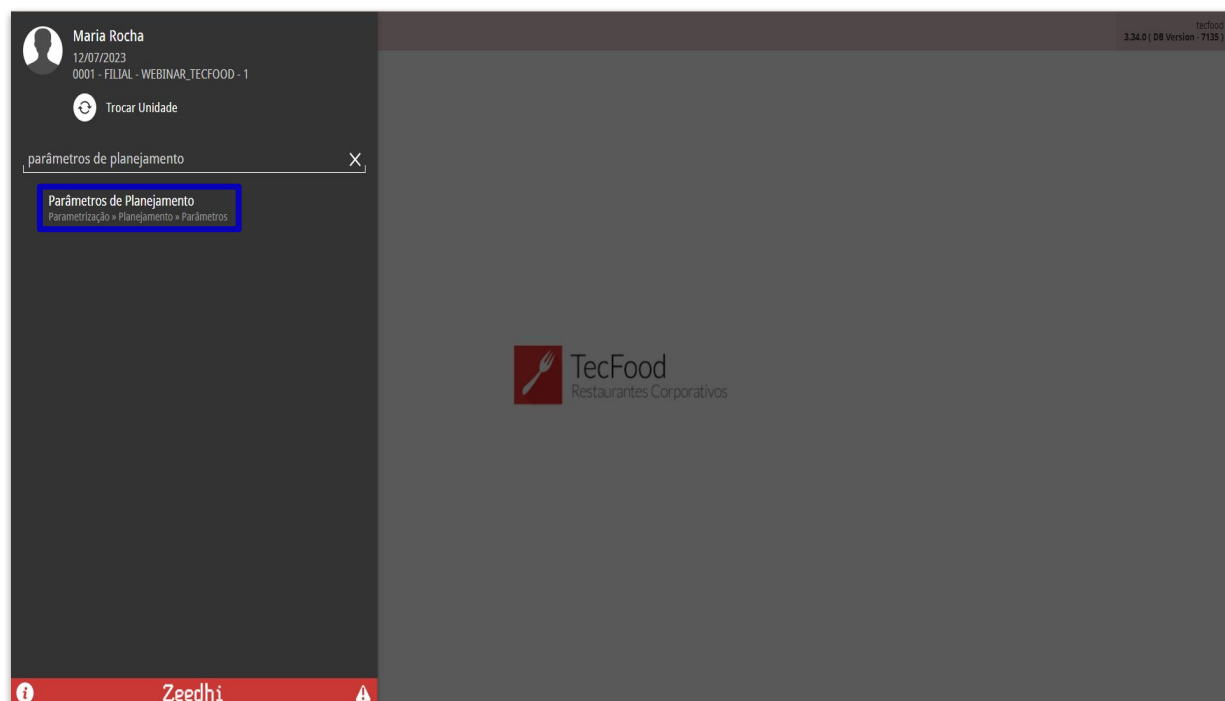 Maria Rocha
12/07/2023
0001 - FILIAL - WEBINAR_TECFOOD - 1
Trocar Unidade
parâmetros de planejamento
Parâmetros de Planejamento
Parametrização » Planejamento » Parâmetros
tecfood
3.34.0 ( DB Version - 7135 )
TecFood
Restaurantes Corporativos
Zeedhi